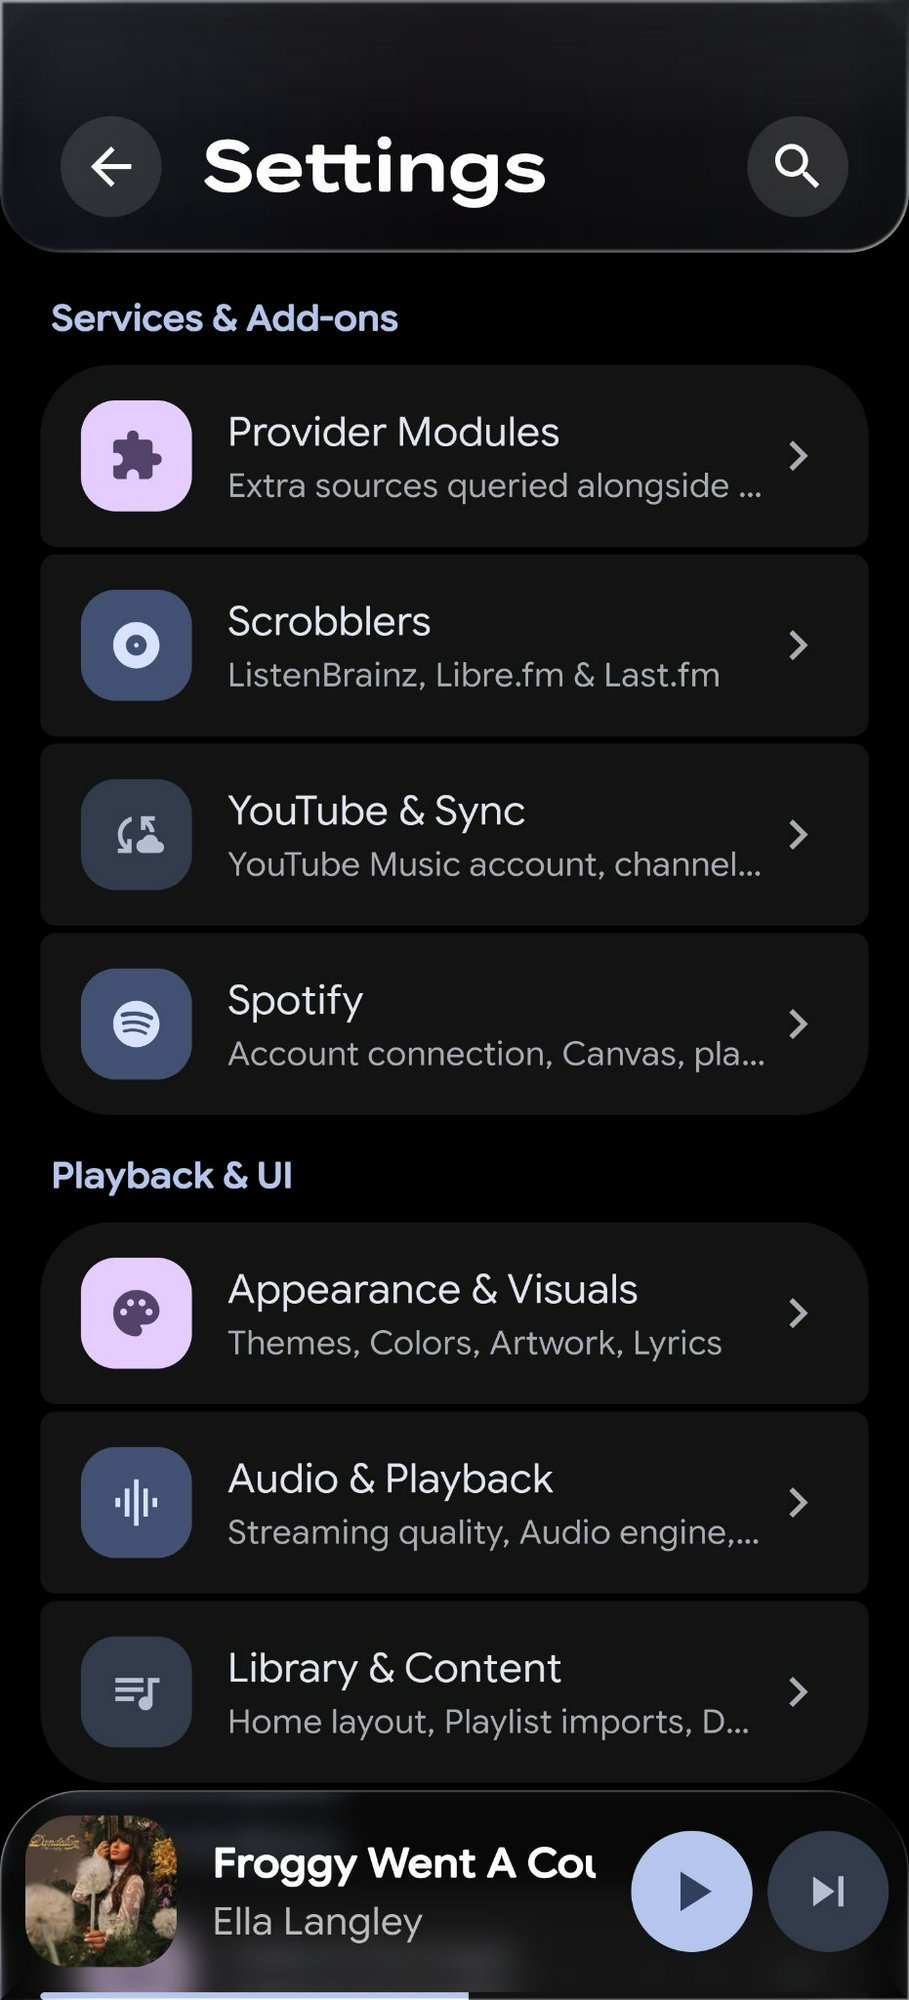 Settings
Services & Add-ons
Provider Modules
Extra sources queried alongside ...
Scrobblers
ListenBrainz, Libre.fm & Last.fm
YouTube & Sync
YouTube Music account, channel...
Spotify
Account connection, Canvas, pla...
Playback & UI
Appearance & Visuals
Themes, Colors, Artwork, Lyrics
Audio & Playback
Streaming quality, Audio engine,...
Library & Content
Home layout, Playlist imports, D...
Dandelion
Froggy Went A Cou
Ella Langley